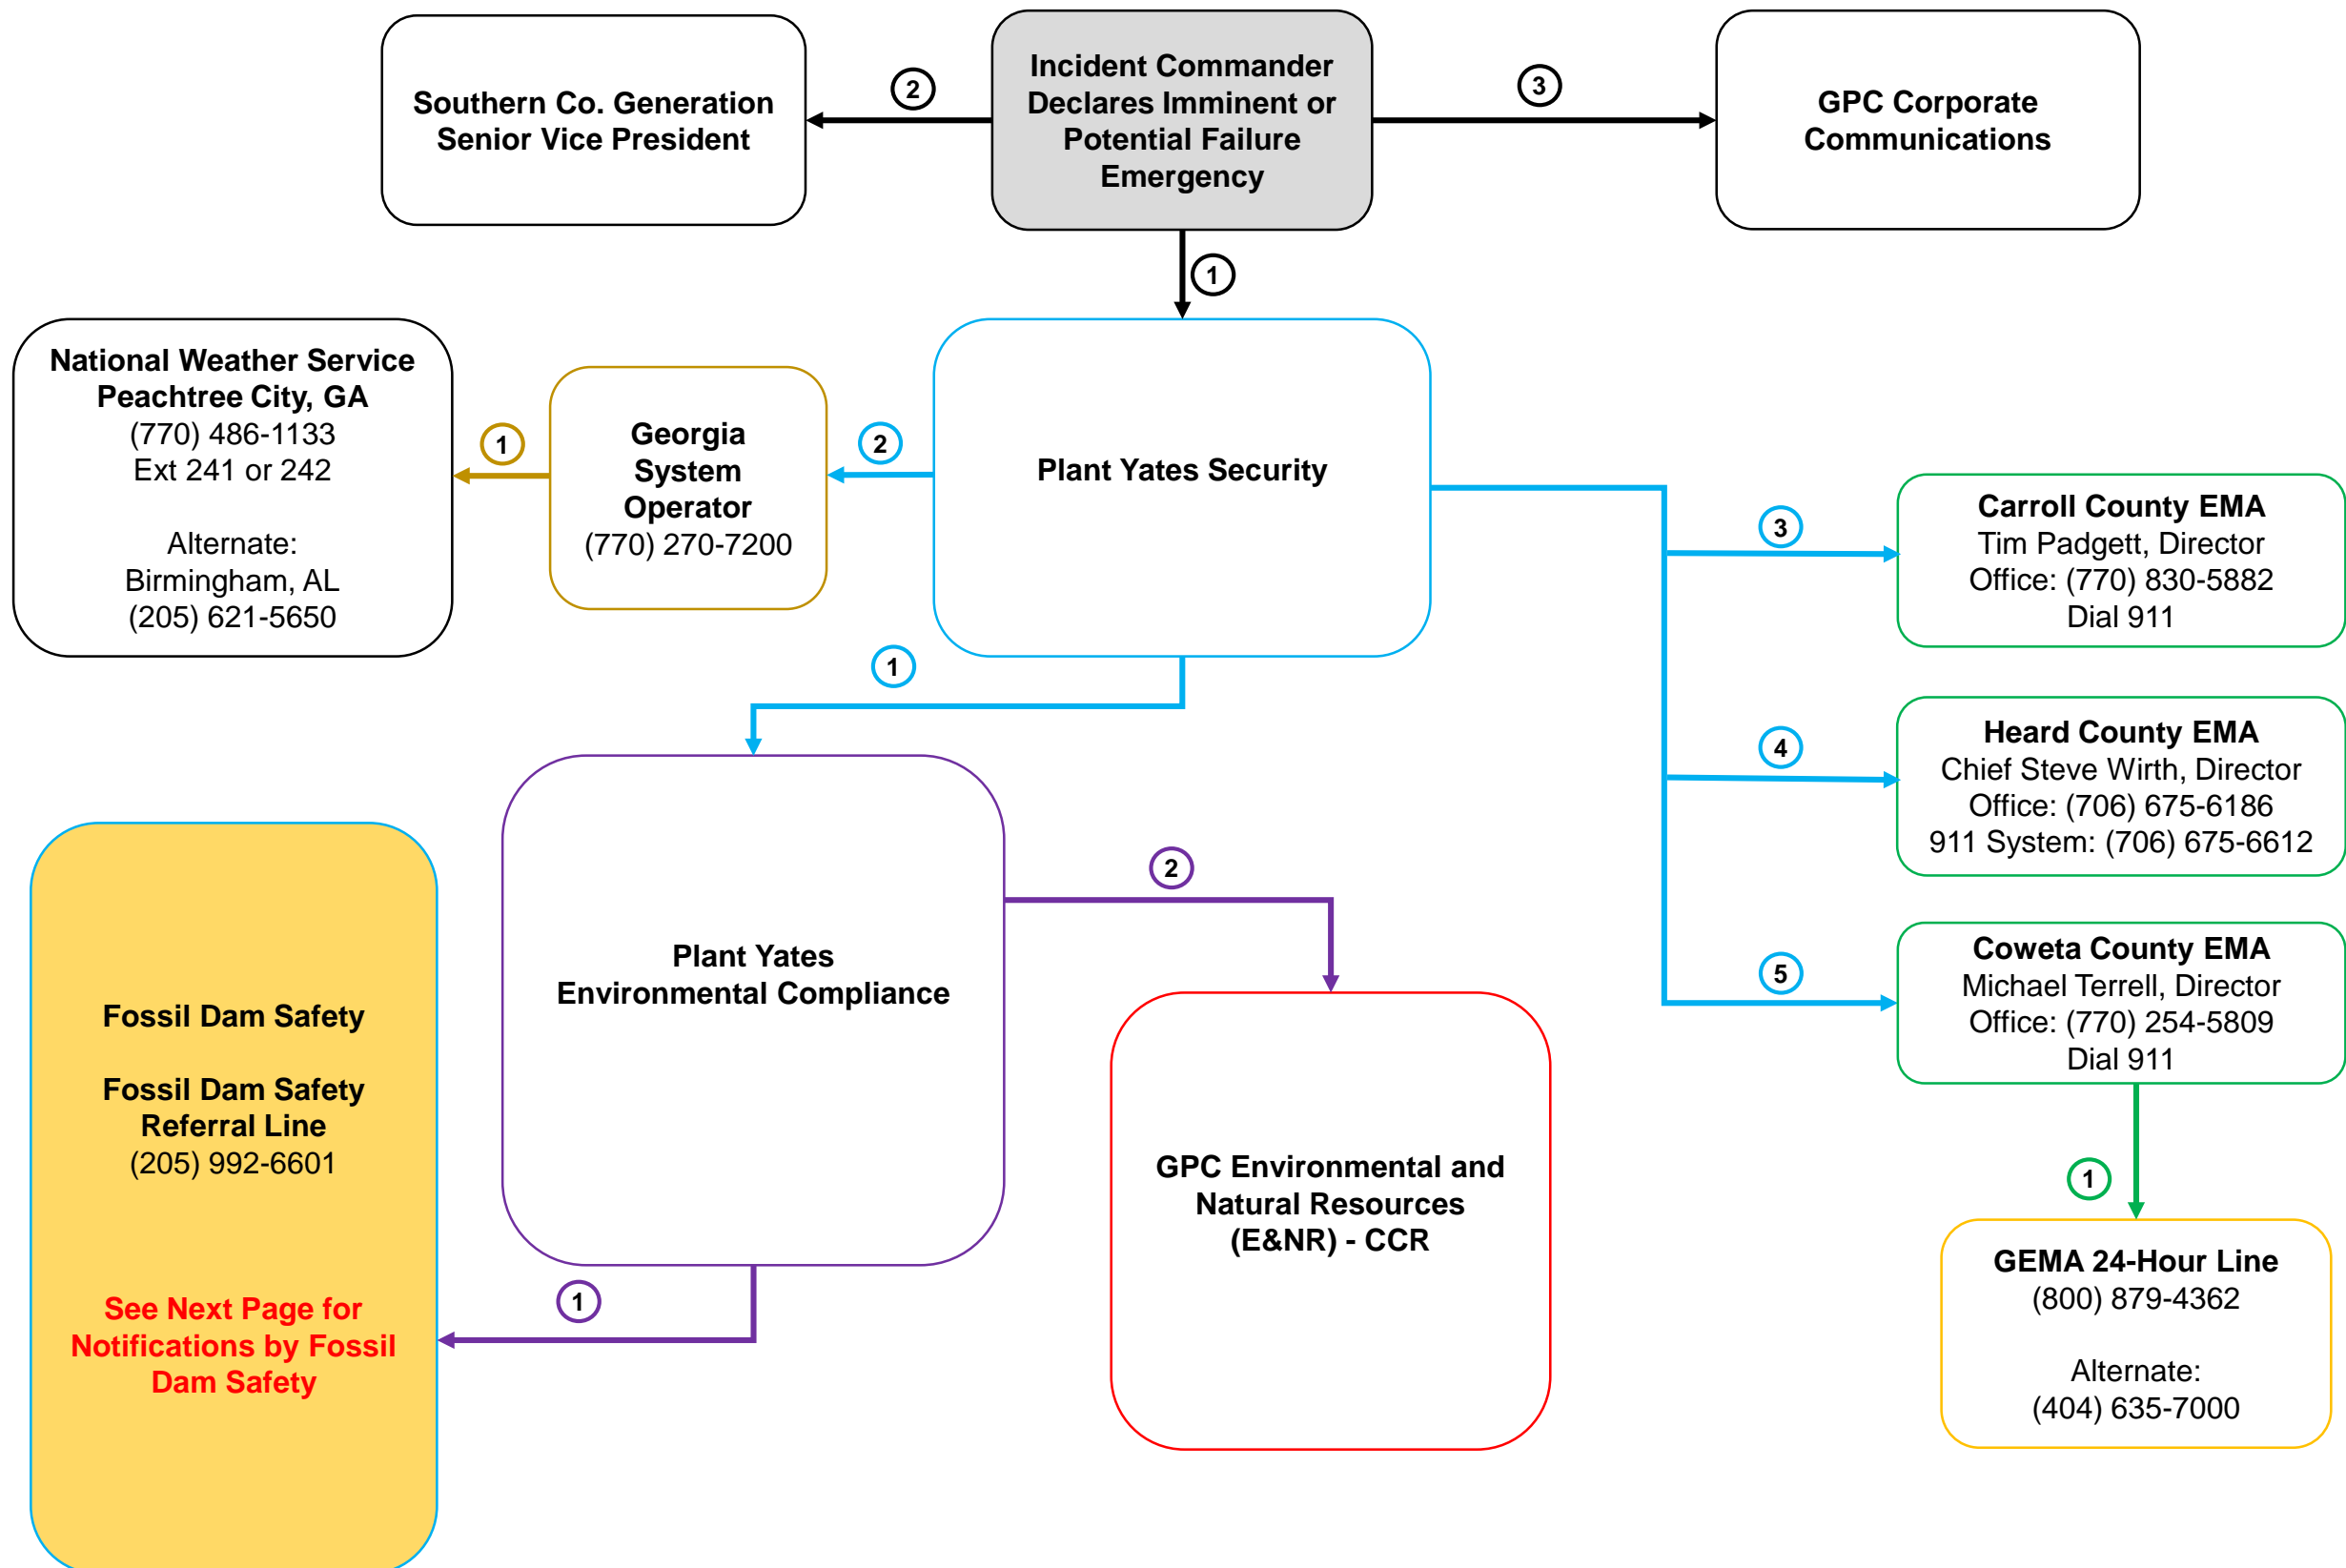 Southern Co. Generation
Senior Vice President
2
Incident Commander
Declares Imminent or
Potential Failure
Emergency
3
GPC Corporate
Communications
1
National Weather Service
Peachtree City, GA
(770) 486-1133
Ext 241 or 242
Alternate:
Birmingham, AL
(205) 621-5650
1
Georgia
System
Operator
(770) 270-7200
2
Plant Yates Security
3
Carroll County EMA
Tim Padgett, Director
Office: (770) 830-5882
Dial 911
1
4
Heard County EMA
Chief Steve Wirth, Director
Office: (706) 675-6186
911 System: (706) 675-6612
Plant Yates
Environmental Compliance
2
5
Coweta County EMA
Michael Terrell, Director
Office: (770) 254-5809
Dial 911
Fossil Dam Safety
Fossil Dam Safety
Referral Line
(205) 992-6601
See Next Page for
Notifications by Fossil
Dam Safety
1
GPC Environmental and
Natural Resources
(E&NR) - CCR
1
GEMA 24-Hour Line
(800) 879-4362
Alternate:
(404) 635-7000